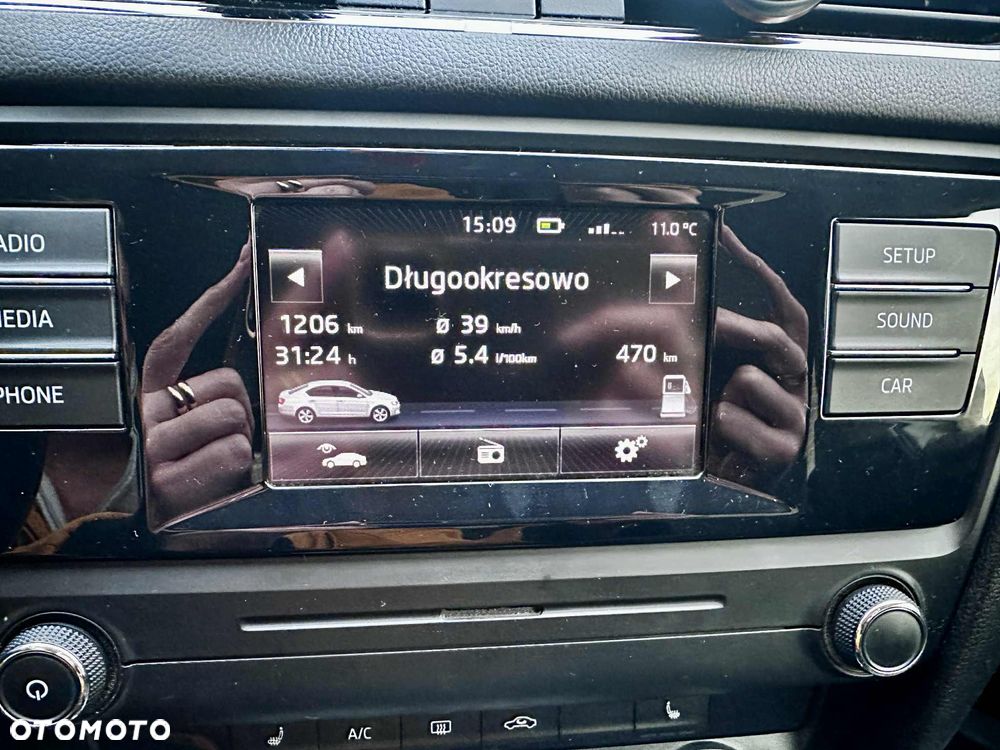 15:09 11.0 °C
Długookresowo
1206 km ø 39 km/h
31:24 h ø 5.4 l/100km 470 km
ADIO
MEDIA
PHONE
SETUP
SOUND
CAR
A/C
OTOMOTO